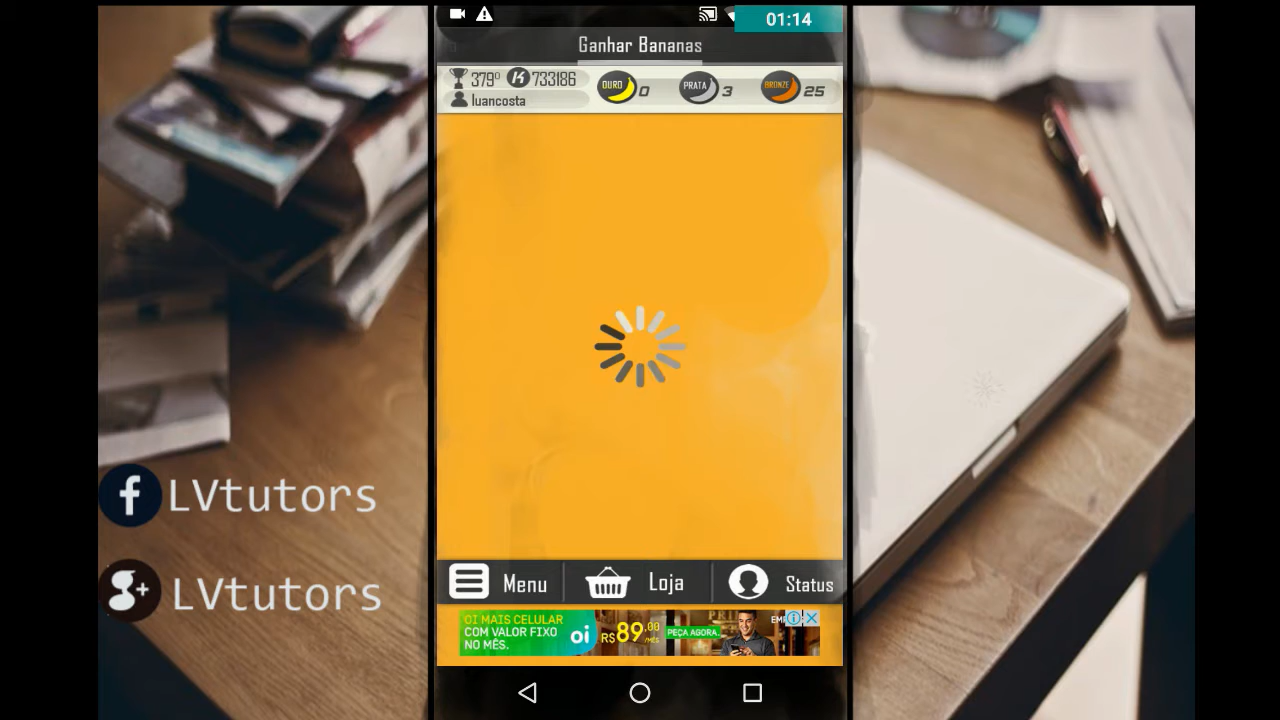 01:14
Ganhar Bananas
379º K 733186
luancosta
OURO 0
PRATA 3
BRONZE 25
LVtutors
LVtutors
Menu
Loja
Status
OI MAIS CELULAR
COM VALOR FIXO
NO MÊS.
oi
R$89,00
/MÊS
PEÇA AGORA.